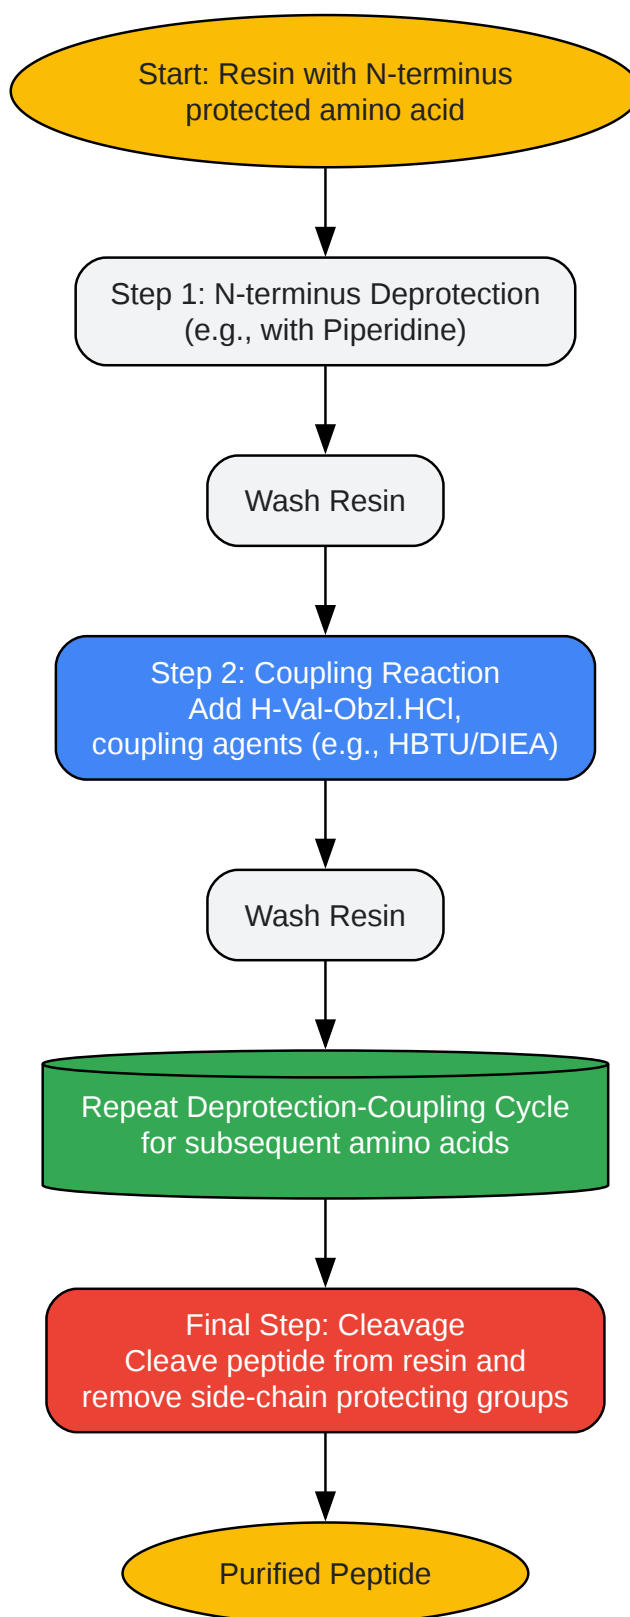 Start: Resin with N-terminus
protected amino acid
Step 1: N-terminus Deprotection
(e.g., with Piperidine)
Wash Resin
Step 2: Coupling Reaction
Add H-Val-Obzl.HCl,
coupling agents (e.g., HBTU/DIEA)
Wash Resin
Repeat Deprotection-Coupling Cycle
for subsequent amino acids
Final Step: Cleavage
Cleave peptide from resin and
remove side-chain protecting groups
Purified Peptide